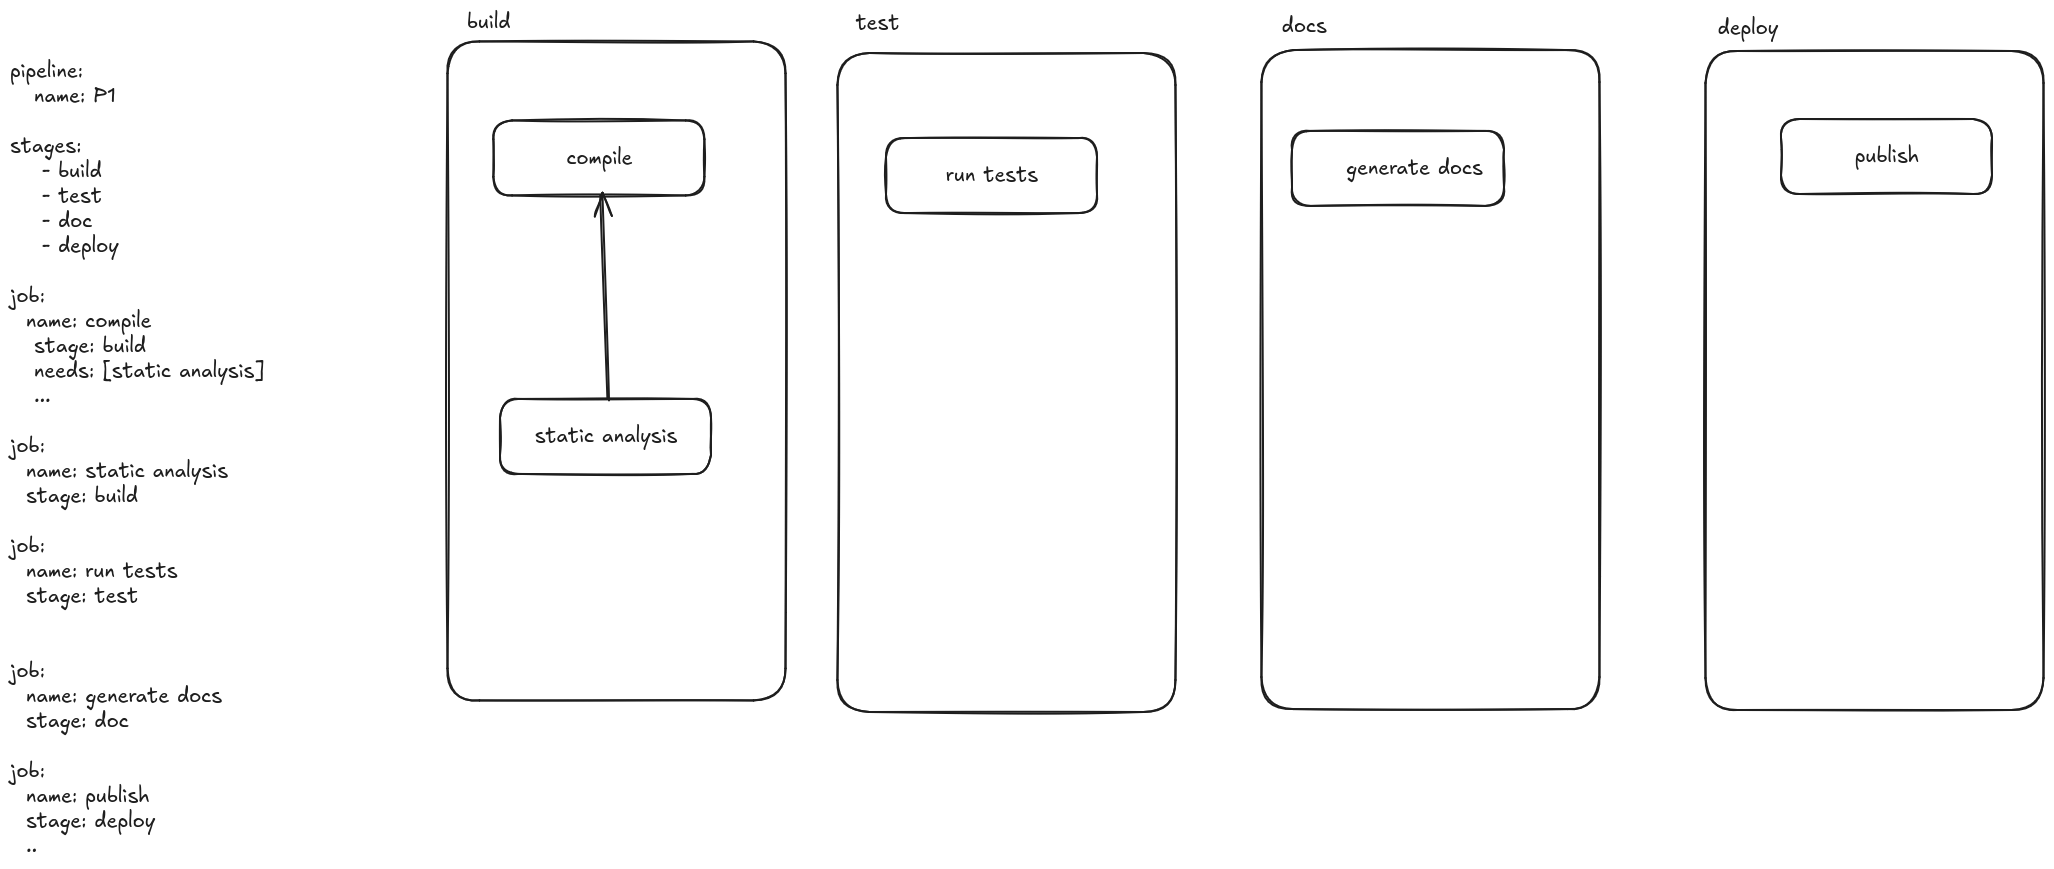 pipeline:
name: P1
stages:
- build
- test
- doc
- deploy
job:
name: compile
stage: build
needs: [static analysis]
...
job:
name: static analysis
stage: build
job:
name: run tests
stage: test
job:
name: generate docs
stage: doc
job:
name: publish
stage: deploy
..
build
compile
static analysis
test
run tests
docs
generate docs
deploy
publish